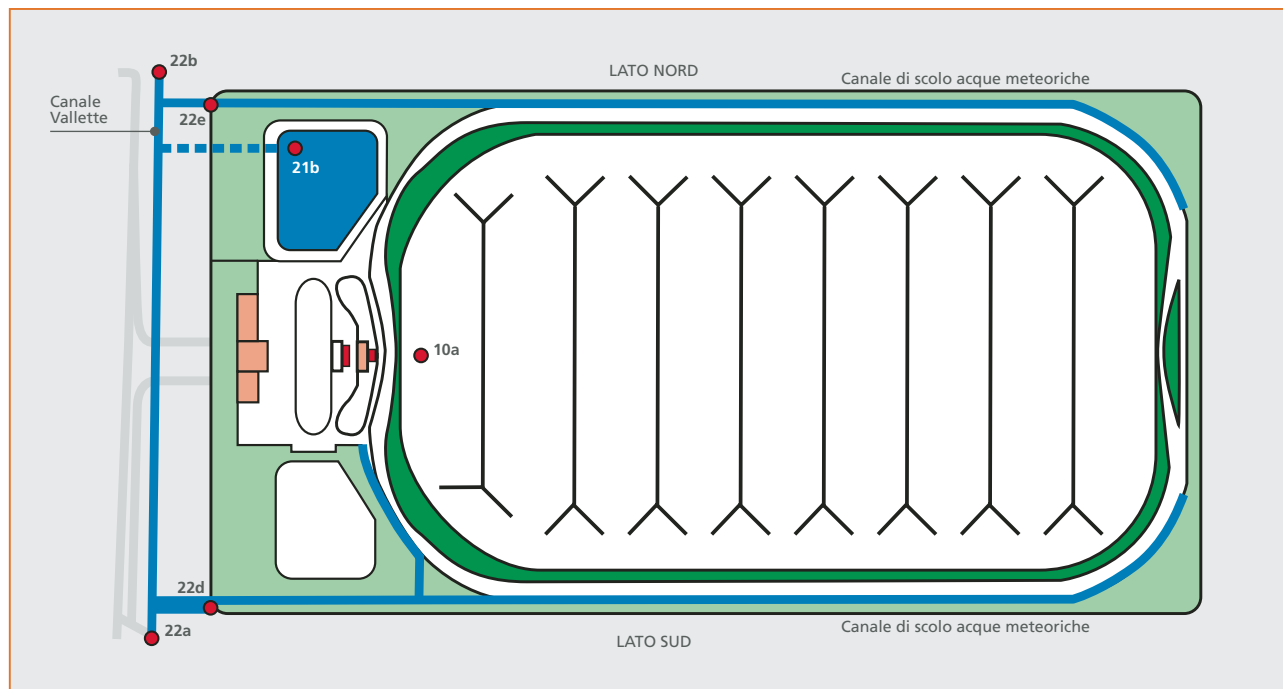 22b
LATO NORD
Canale di scolo acque meteoriche
Canale
Vallette
22e
21b
10a
22d
22a
LATO SUD
Canale di scolo acque meteoriche